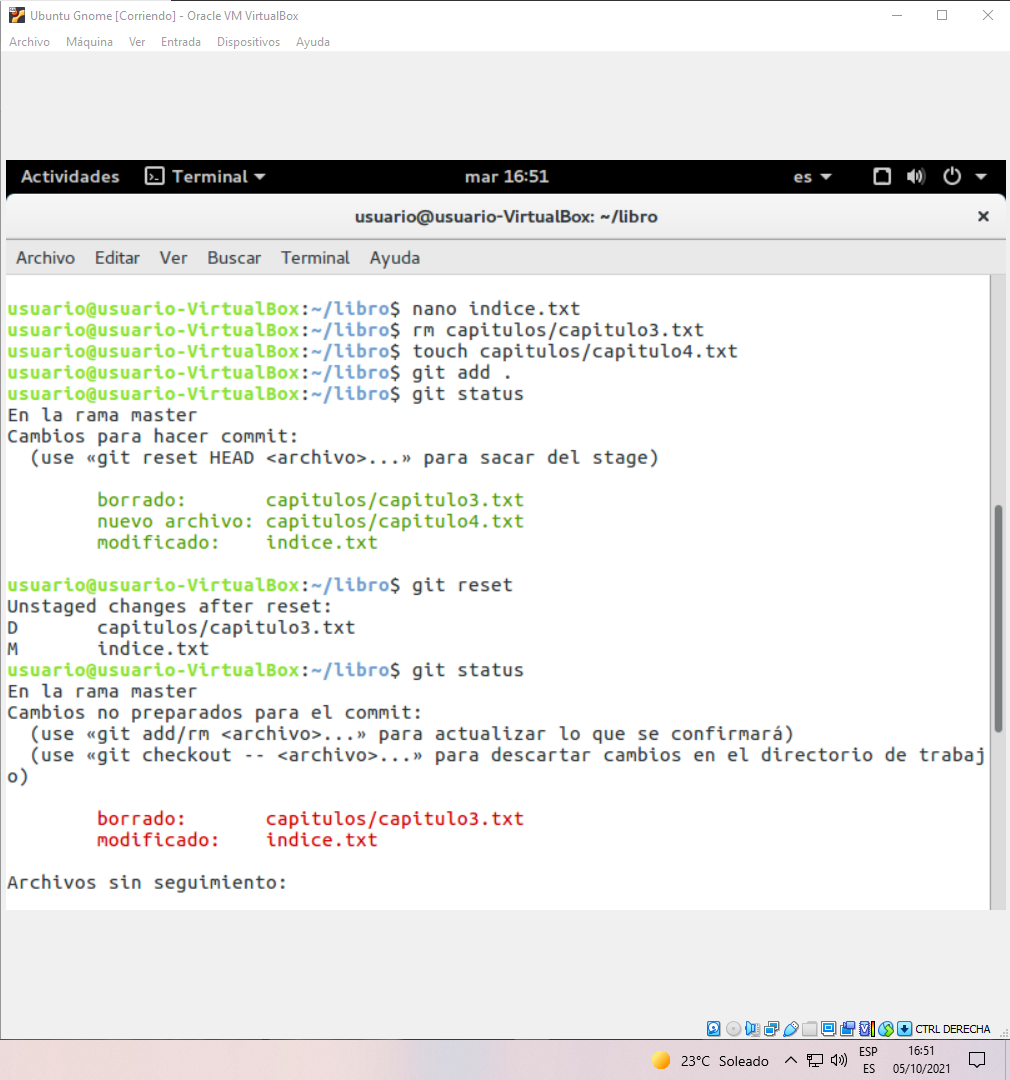 Ubuntu Gnome [Corriendo] - Oracle VM VirtualBox
Archivo Máquina Ver Entrada Dispositivos Ayuda
Actividades Terminal mar 16:51 es
usuario@usuario-VirtualBox: ~/libro
Archivo Editar Ver Buscar Terminal Ayuda
usuario@usuario-VirtualBox:~/libro$ nano indice.txt
usuario@usuario-VirtualBox:~/libro$ rm capitulos/capitulo3.txt
usuario@usuario-VirtualBox:~/libro$ touch capitulos/capitulo4.txt
usuario@usuario-VirtualBox:~/libro$ git add .
usuario@usuario-VirtualBox:~/libro$ git status
En la rama master
Cambios para hacer commit:
  (use «git reset HEAD <archivo>...» para sacar del stage)
        borrado:       capitulos/capitulo3.txt
        nuevo archivo: capitulos/capitulo4.txt
        modificado:    indice.txt
usuario@usuario-VirtualBox:~/libro$ git reset
Unstaged changes after reset:
D       capitulos/capitulo3.txt
M       indice.txt
usuario@usuario-VirtualBox:~/libro$ git status
En la rama master
Cambios no preparados para el commit:
  (use «git add/rm <archivo>...» para actualizar lo que se confirmará)
  (use «git checkout -- <archivo>...» para descartar cambios en el directorio de trabaj
o)
        borrado:       capitulos/capitulo3.txt
        modificado:    indice.txt
Archivos sin seguimiento:
CTRL DERECHA
23°C Soleado
ESP
ES
16:51
05/10/2021